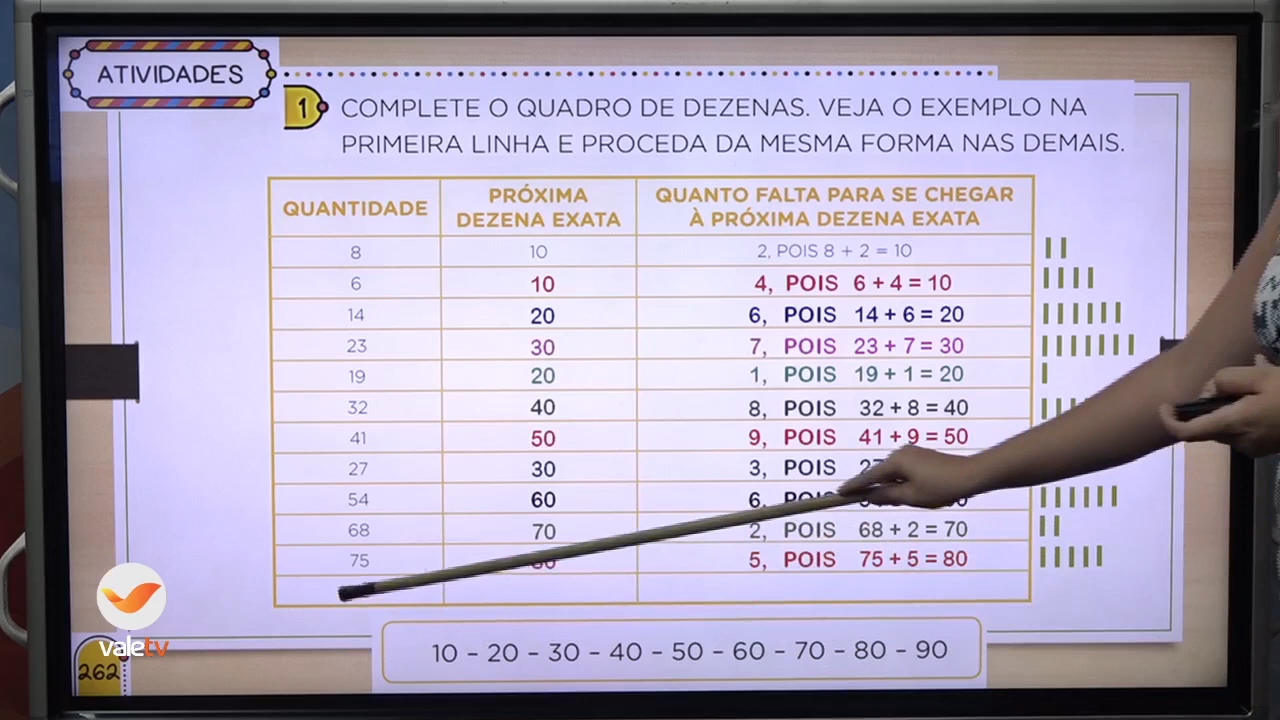 ATIVIDADES
1 COMPLETE O QUADRO DE DEZENAS. VEJA O EXEMPLO NA
PRIMEIRA LINHA E PROCEDA DA MESMA FORMA NAS DEMAIS.
QUANTIDADE
PRÓXIMA
DEZENA EXATA
QUANTO FALTA PARA SE CHEGAR
À PRÓXIMA DEZENA EXATA
8 10 2, POIS 8 + 2 = 10
6 10 4, POIS 6 + 4 = 10
14 20 6, POIS 14 + 6 = 20
23 30 7, POIS 23 + 7 = 30
19 20 1, POIS 19 + 1 = 20
32 40 8, POIS 32 + 8 = 40
41 50 9, POIS 41 + 9 = 50
27 30 3, POIS
54 60 6, POIS
68 70 2, POIS 68 + 2 = 70
75 80 5, POIS 75 + 5 = 80
10 - 20 - 30 - 40 - 50 - 60 - 70 - 80 - 90
valetv
262